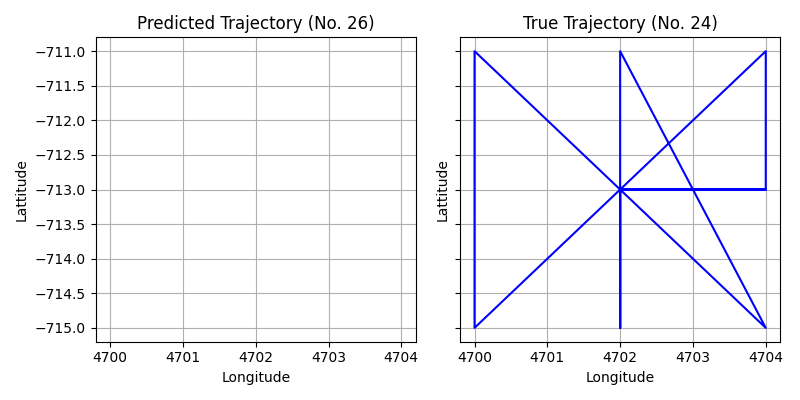 Predicted Trajectory (No. 26)
True Trajectory (No. 24)
−711.0
−711.5
−712.0
−712.5
−713.0
−713.5
−714.0
−714.5
−715.0
Lattitude
Lattitude
4700 4701 4702 4703 4704
4700 4701 4702 4703 4704
Longitude
Longitude